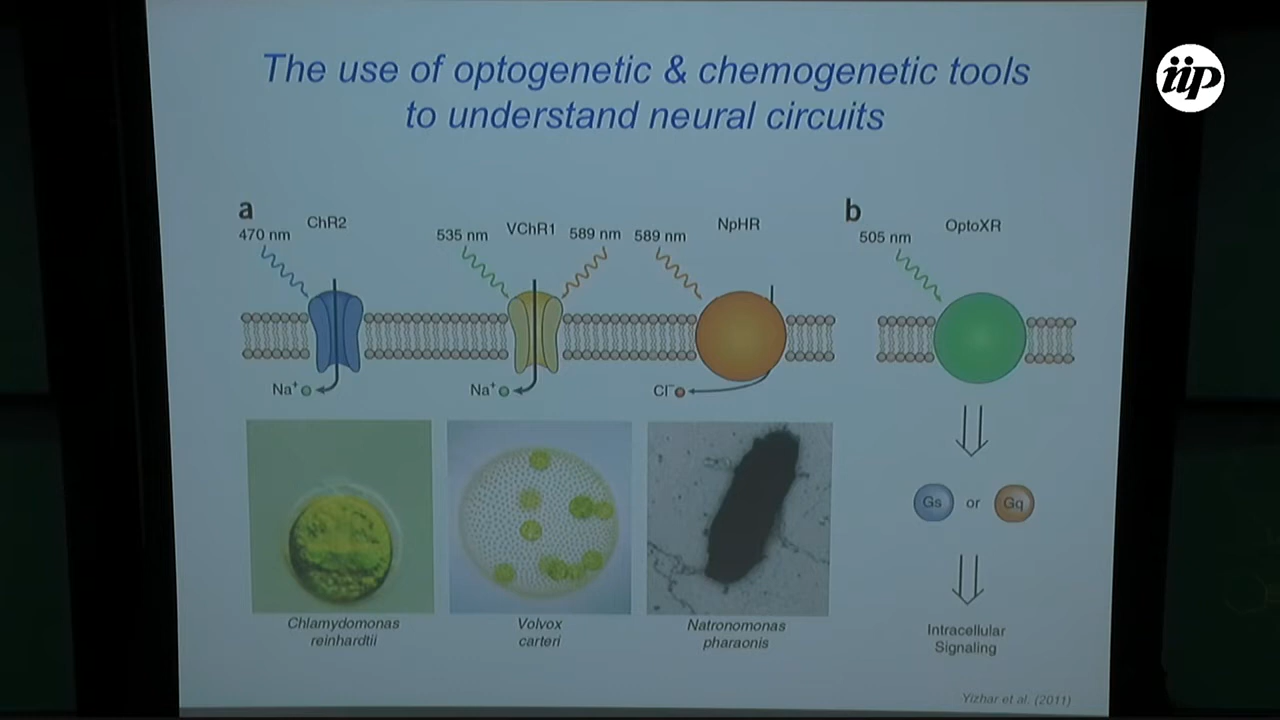 The use of optogenetic & chemogenetic tools
to understand neural circuits
iip
a
470 nm
ChR2
535 nm
VChR1
589 nm
589 nm
NpHR
b
505 nm
OptoXR
Na⁺
Na⁺
Cl⁻
Gs or Gq
Chlamydomonas
reinhardtii
Volvox
carteri
Natronomonas
pharaonis
Intracellular
Signaling
Yizhar et al. (2011)